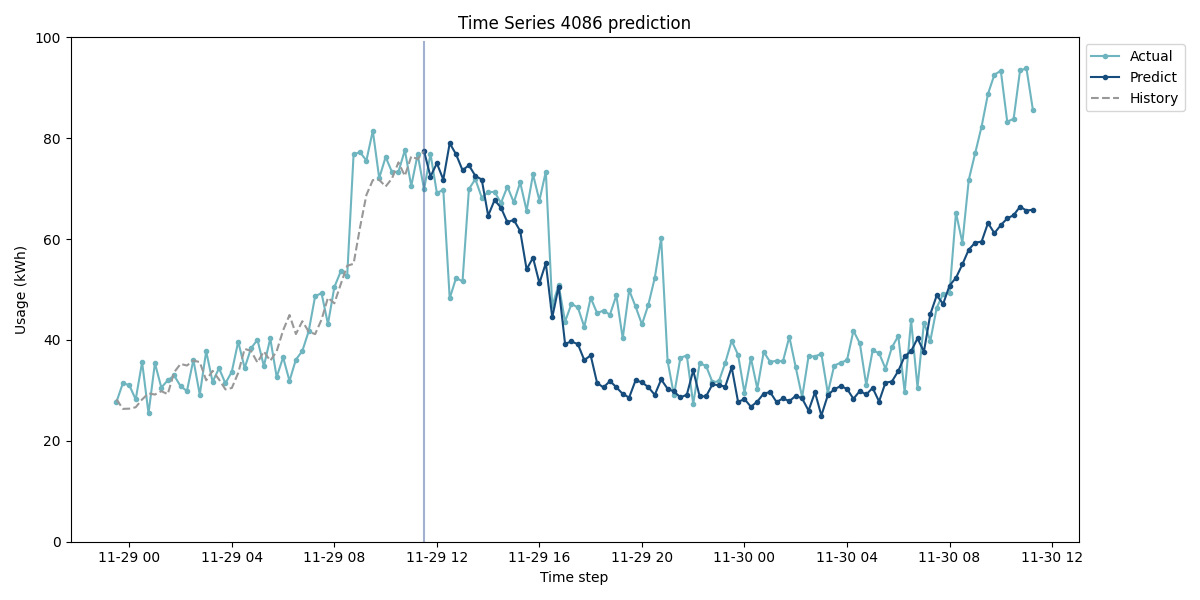 Time Series 4086 prediction
Actual
Predict
History
Usage (kWh)
100
80
60
40
20
0
11-29 00 11-29 04 11-29 08 11-29 12 11-29 16 11-29 20 11-30 00 11-30 04 11-30 08 11-30 12
Time step